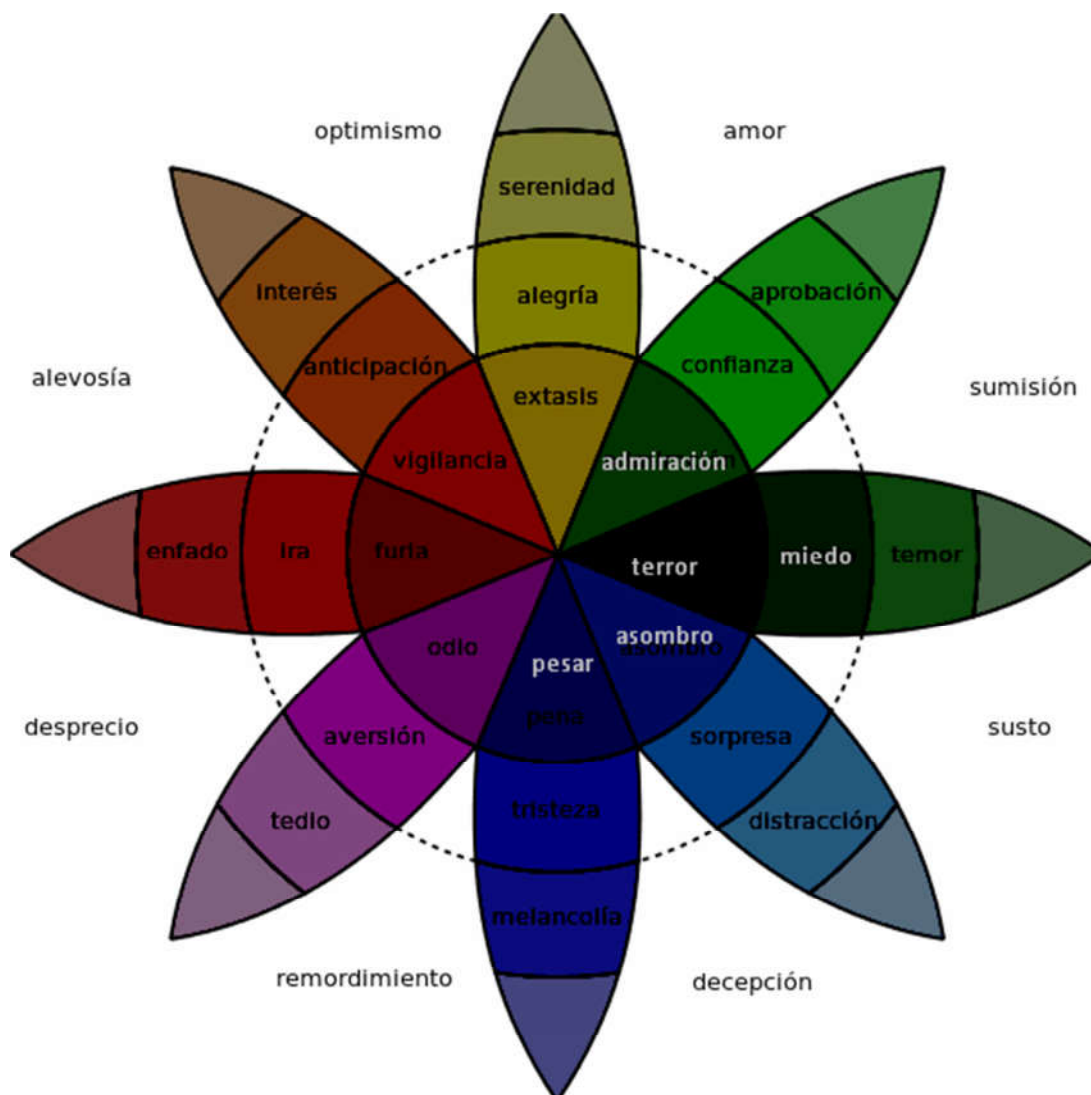 optimismo
amor
serenidad
interés
alegría
aprobación
anticipación
confianza
alevosía
sumisión
extasis
vigilancia
admiración
enfado
ira
furia
terror
miedo
temor
odio
asombro
asombro
pesar
pena
desprecio
aversión
sorpresa
susto
tedio
tristeza
distracción
melancolía
remordimiento
decepción